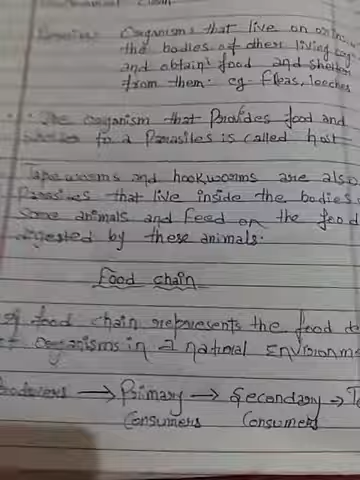 Organisms that live on or in
the bodies of other living
and obtain food and shelter
from them. eg- fleas, leeches
The organism that Provides food and
to a Parasites is called host
Tapeworms and hookworms are also
Parasites that live inside the bodies
some animals and feed on the food
digested by these animals.
Food chain
of food chain represents the food
of organisms in a natural
Producers → Primary → Secondary → T
Consumers Consumers